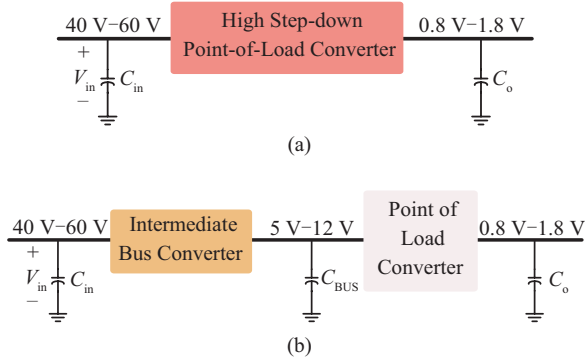 40 V–60 V
High Step-down
Point-of-Load Converter
0.8 V–1.8 V
+
Vin
−
Cin
Co
(a)
40 V–60 V
Intermediate
Bus Converter
5 V–12 V
Point of
Load
Converter
0.8 V–1.8 V
+
Vin
−
Cin
CBUS
Co
(b)